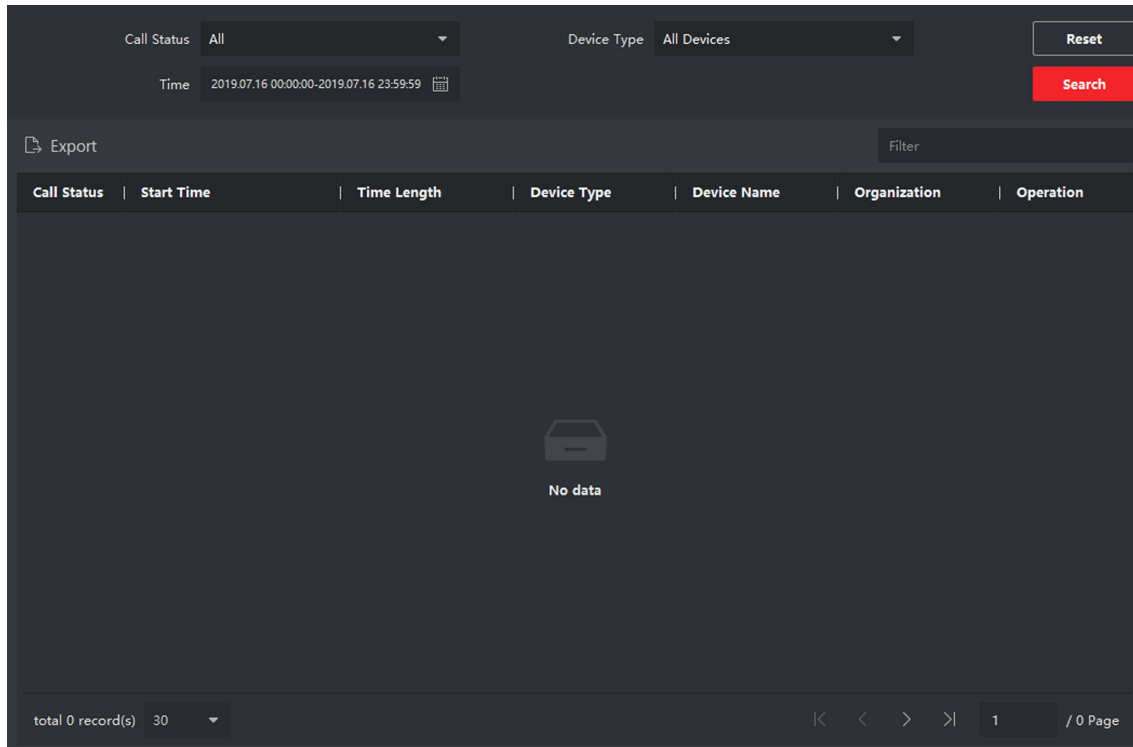 Call Status All Device Type All Devices Reset
Time 2019.07.16 00:00:00-2019.07.16 23:59:59 Search
Export Filter
Call Status | Start Time | Time Length | Device Type | Device Name | Organization | Operation
No data
total 0 record(s) 30 1 / 0 Page